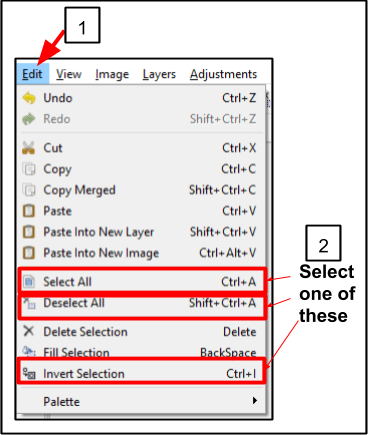 1
Edit View Image Layers Adjustments
Undo Ctrl+Z
Redo Shift+Ctrl+Z
Cut Ctrl+X
Copy Ctrl+C
Copy Merged Shift+Ctrl+C
Paste Ctrl+V
Paste Into New Layer Shift+Ctrl+V
Paste Into New Image Ctrl+Alt+V
2
Select All Ctrl+A
Select
Deselect All Shift+Ctrl+A
one of
these
Delete Selection Delete
Fill Selection BackSpace
Invert Selection Ctrl+I
Palette